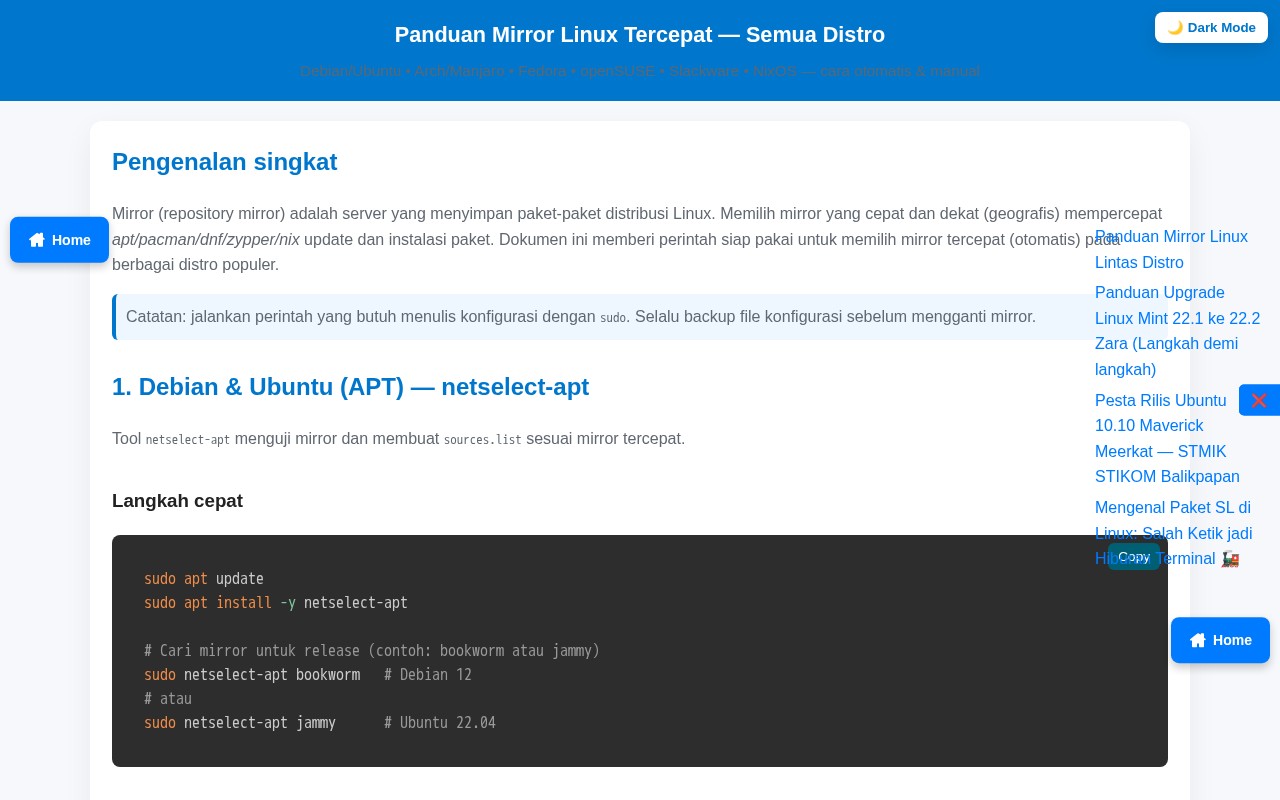 Panduan Mirror Linux Tercepat — Semua Distro
🌙 Dark Mode
Debian/Ubuntu • Arch/Manjaro • Fedora • openSUSE • Slackware • NixOS — cara otomatis & manual
Pengenalan singkat
Mirror (repository mirror) adalah server yang menyimpan paket-paket distribusi Linux. Memilih mirror yang cepat dan dekat (geografis) mempercepat
apt/pacman/dnf/zypper/nix update dan instalasi paket. Dokumen ini memberi perintah siap pakai untuk memilih mirror tercepat (otomatis) pada
berbagai distro populer.
Home
Catatan: jalankan perintah yang butuh menulis konfigurasi dengan sudo. Selalu backup file konfigurasi sebelum mengganti mirror.
1. Debian & Ubuntu (APT) — netselect-apt
Tool netselect-apt menguji mirror dan membuat sources.list sesuai mirror tercepat.
Langkah cepat
Copy
sudo apt update
sudo apt install -y netselect-apt
# Cari mirror untuk release (contoh: bookworm atau jammy)
sudo netselect-apt bookworm   # Debian 12
# atau
sudo netselect-apt jammy      # Ubuntu 22.04
Panduan Mirror Linux
Lintas Distro
Panduan Upgrade
Linux Mint 22.1 ke 22.2
Zara (Langkah demi
langkah)
Pesta Rilis Ubuntu
10.10 Maverick
Meerkat — STMIK
STIKOM Balikpapan
Mengenal Paket SL di
Linux: Salah Ketik jadi
Hiburan Terminal 🚂
❌
Home